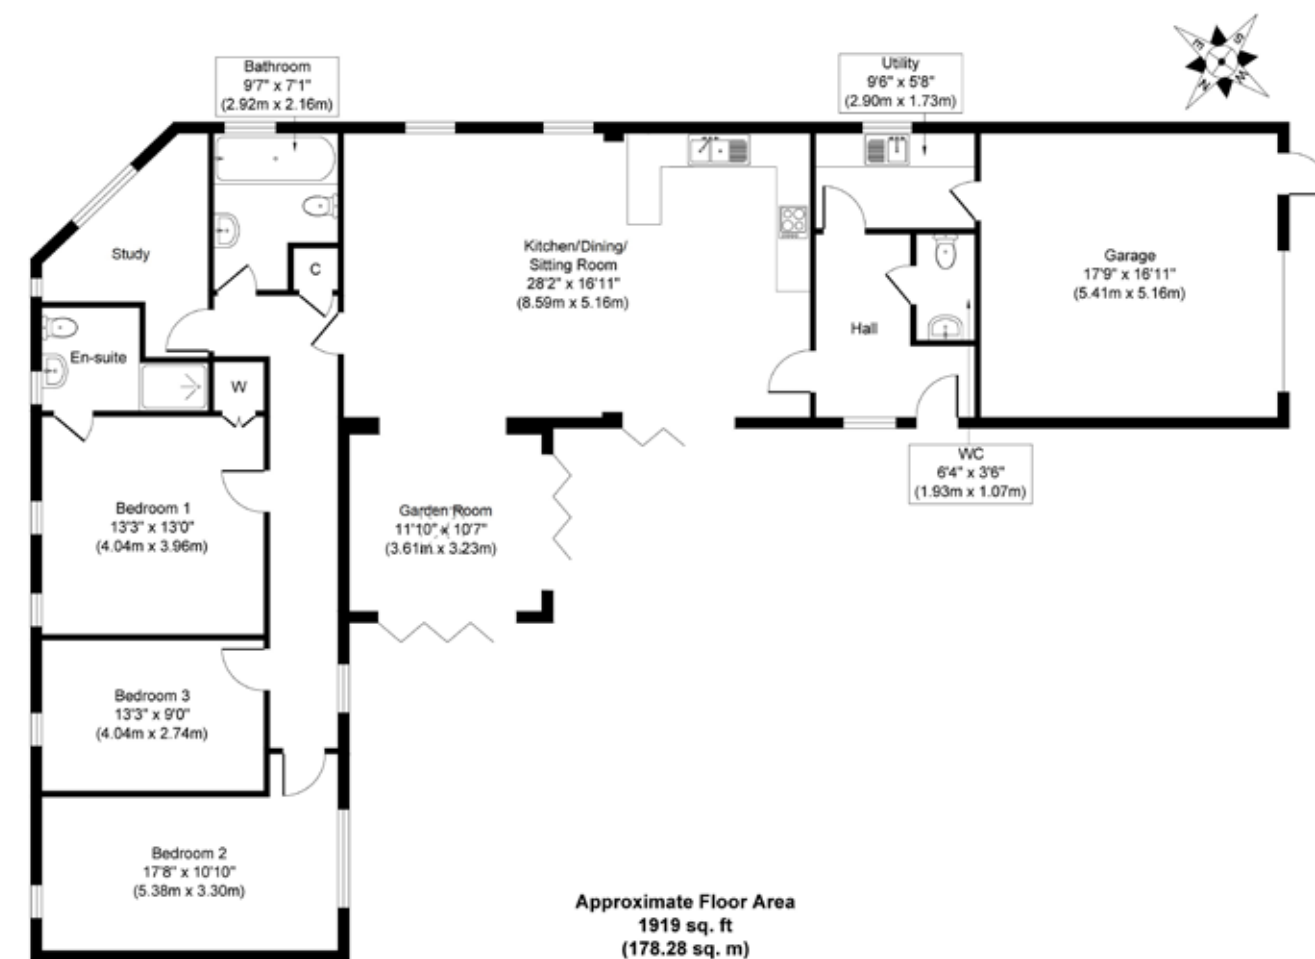 Bathroom
9'7" x 7'1"
(2.92m x 2.16m)
Utility
9'6" x 5'8"
(2.90m x 1.73m)
S
E
W
N
Study
C
Kitchen/Dining/
Sitting Room
28'2" x 16'11"
(8.59m x 5.16m)
Garage
17'9" x 16'11"
(5.41m x 5.16m)
Hall
En-suite
W
WC
6'4" x 3'6"
(1.93m x 1.07m)
Bedroom 1
13'3" x 13'0"
(4.04m x 3.96m)
Garden Room
11'10" x 10'7"
(3.61m x 3.23m)
Bedroom 3
13'3" x 9'0"
(4.04m x 2.74m)
Bedroom 2
17'8" x 10'10"
(5.38m x 3.30m)
Approximate Floor Area
1919 sq. ft
(178.28 sq. m)